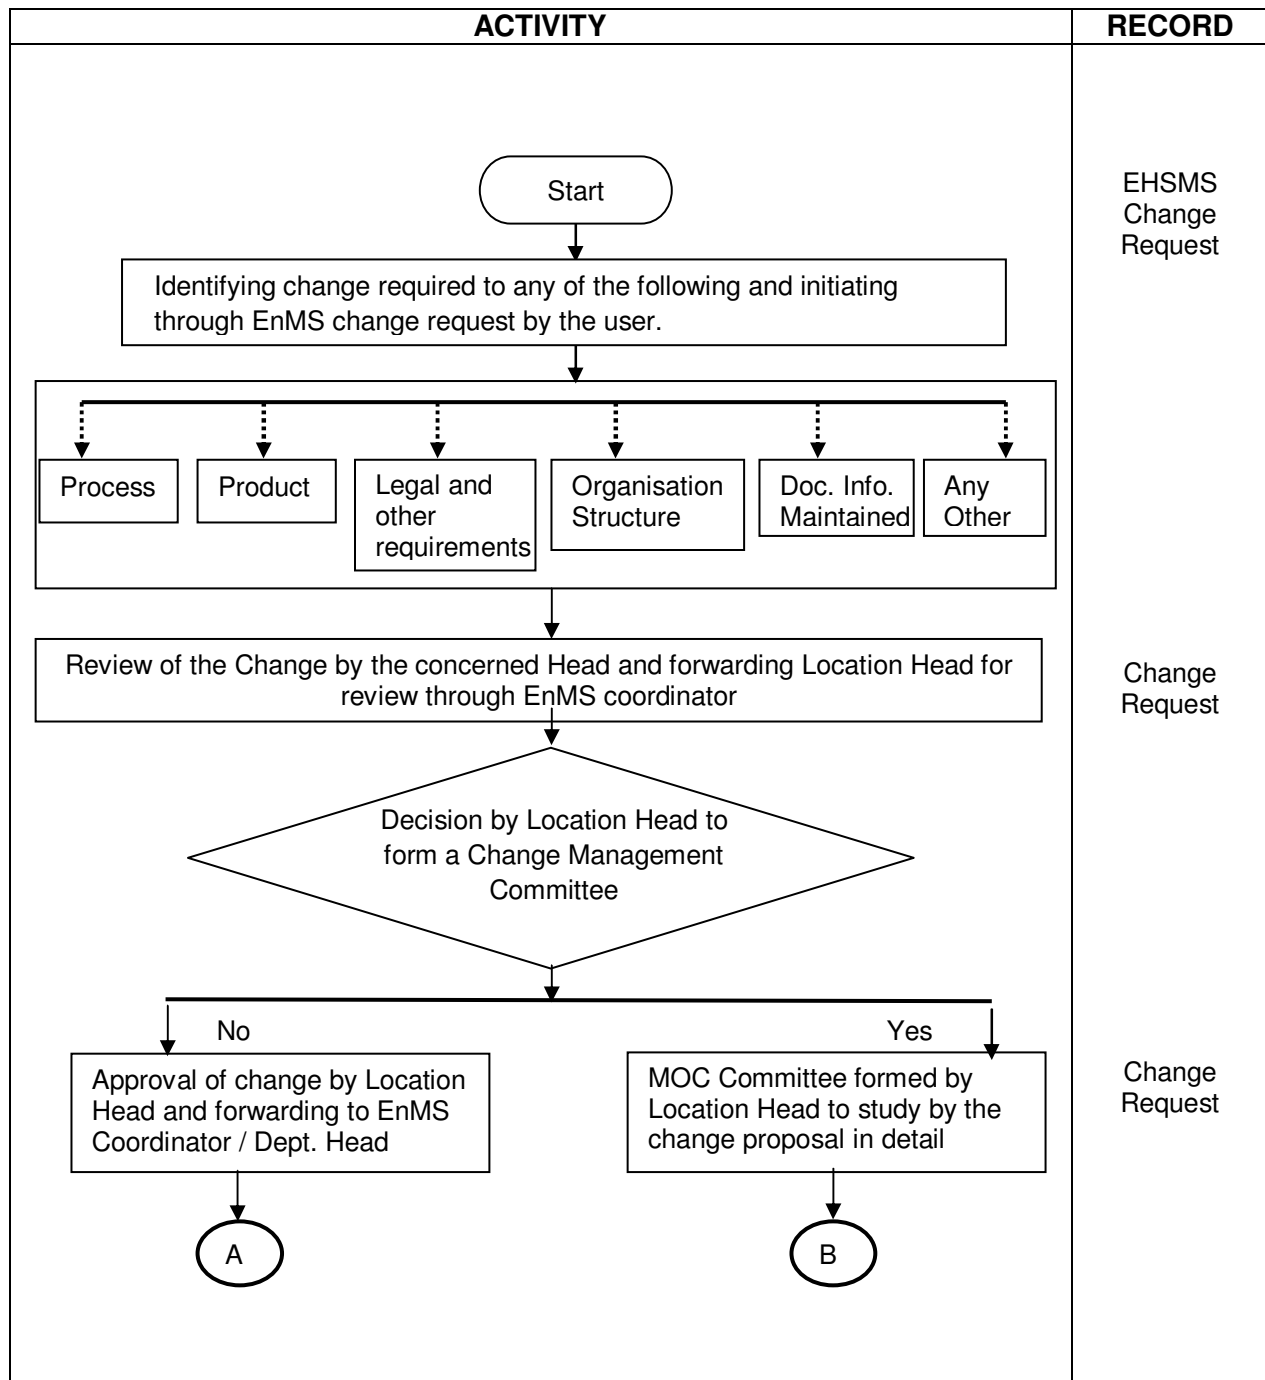 ACTIVITY
RECORD
Start
EHSMS
Change
Request
Identifying change required to any of the following and initiating
through EnMS change request by the user.
Process
Product
Legal and
other
requirements
Organisation
Structure
Doc. Info.
Maintained
Any
Other
Review of the Change by the concerned Head and forwarding Location Head for
review through EnMS coordinator
Change
Request
Decision by Location Head to
form a Change Management
Committee
No
Yes
Approval of change by Location
Head and forwarding to EnMS
Coordinator / Dept. Head
MOC Committee formed by
Location Head to study by the
change proposal in detail
Change
Request
A
B